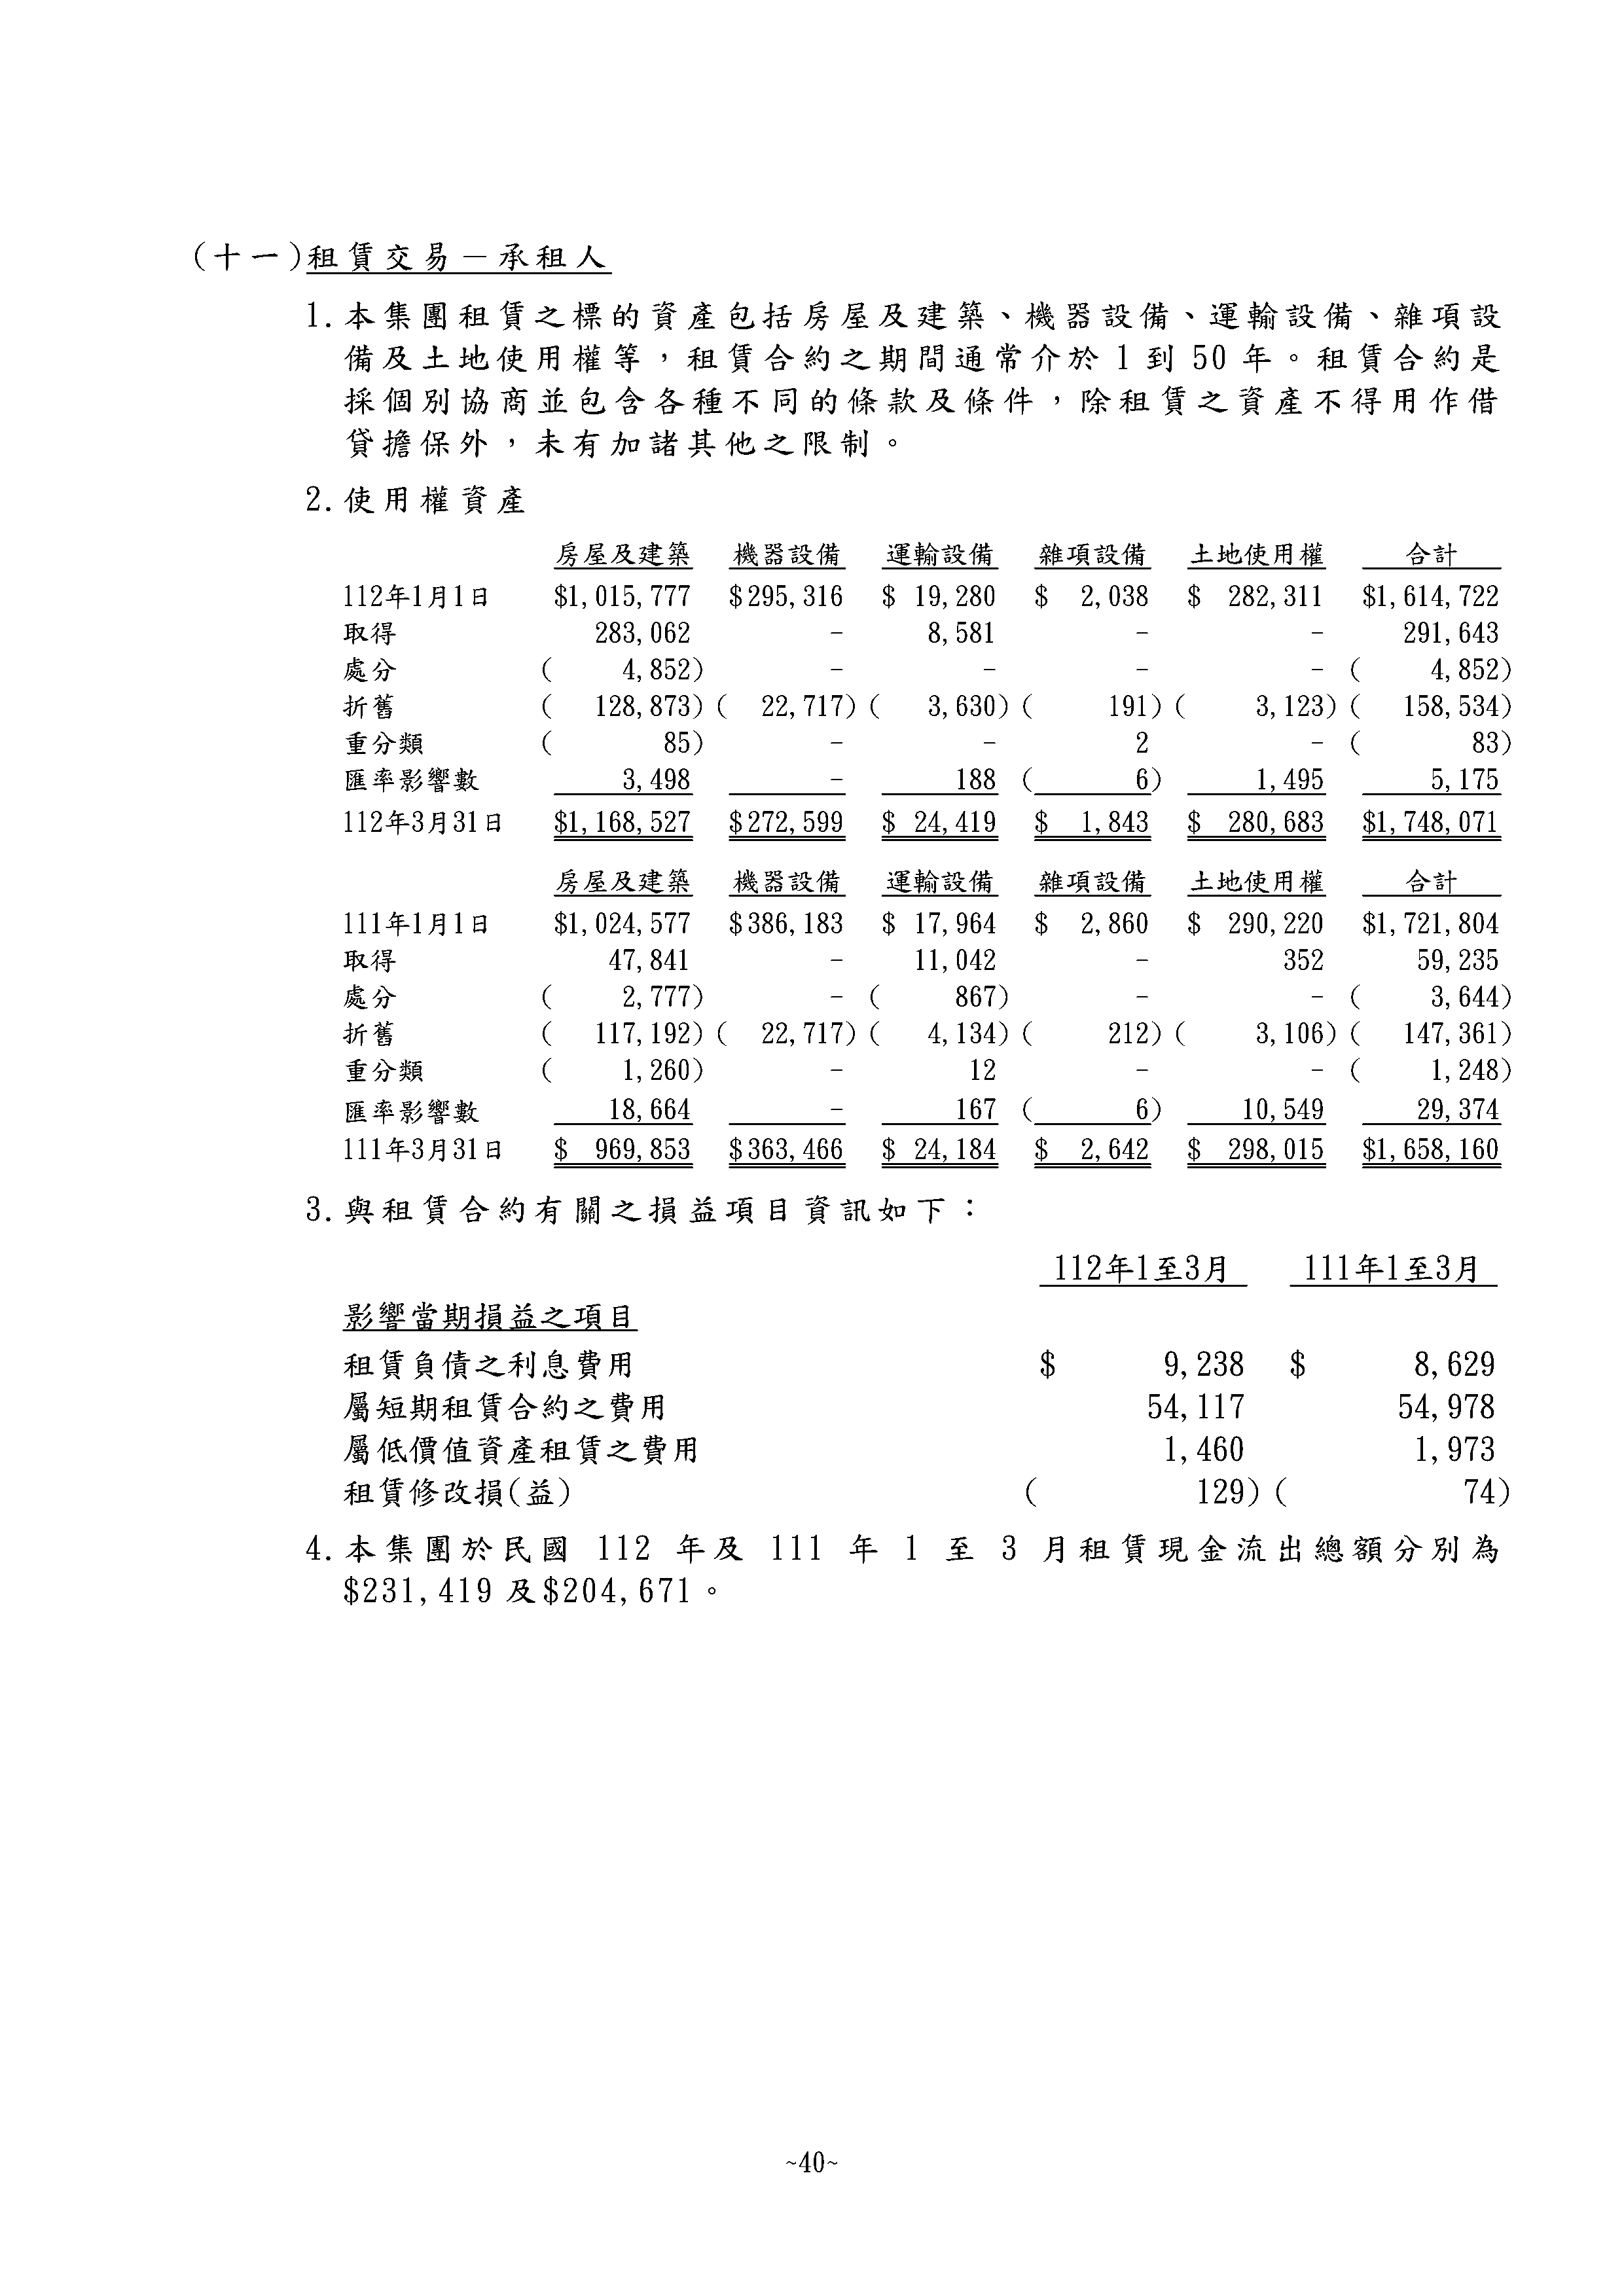 (十一)租賃交易－承租人
1. 本集團租賃之標的資產包括房屋及建築、機器設備、運輸設備、雜項設
備及土地使用權等，租賃合約之期間通常介於 1 到 50 年。租賃合約是
採個別協商並包含各種不同的條款及條件，除租賃之資產不得用作借
貸擔保外，未有加諸其他之限制。
2. 使用權資產
房屋及建築 機器設備 運輸設備 雜項設備 土地使用權 合計
112年1月1日 $1,015,777 $295,316 $ 19,280 $ 2,038 $ 282,311 $1,614,722
取得 283,062 - 8,581 - - 291,643
處分 ( 4,852) - - - - ( 4,852)
折舊 ( 128,873) ( 22,717) ( 3,630) ( 191) ( 3,123) ( 158,534)
重分類 ( 85) - - 2 - ( 83)
匯率影響數 3,498 - 188 ( 6) 1,495 5,175
112年3月31日 $1,168,527 $272,599 $ 24,419 $ 1,843 $ 280,683 $1,748,071
房屋及建築 機器設備 運輸設備 雜項設備 土地使用權 合計
111年1月1日 $1,024,577 $386,183 $ 17,964 $ 2,860 $ 290,220 $1,721,804
取得 47,841 - 11,042 - 352 59,235
處分 ( 2,777) - ( 867) - - ( 3,644)
折舊 ( 117,192) ( 22,717) ( 4,134) ( 212) ( 3,106) ( 147,361)
重分類 ( 1,260) - 12 - - ( 1,248)
匯率影響數 18,664 - 167 ( 6) 10,549 29,374
111年3月31日 $ 969,853 $363,466 $ 24,184 $ 2,642 $ 298,015 $1,658,160
3. 與租賃合約有關之損益項目資訊如下：
112年1至3月 111年1至3月
影響當期損益之項目
租賃負債之利息費用 $ 9,238 $ 8,629
屬短期租賃合約之費用 54,117 54,978
屬低價值資產租賃之費用 1,460 1,973
租賃修改損(益) ( 129) ( 74)
4. 本集團於民國 112 年及 111 年 1 至 3 月租賃現金流出總額分別為
$231,419 及$204,671。
~40~